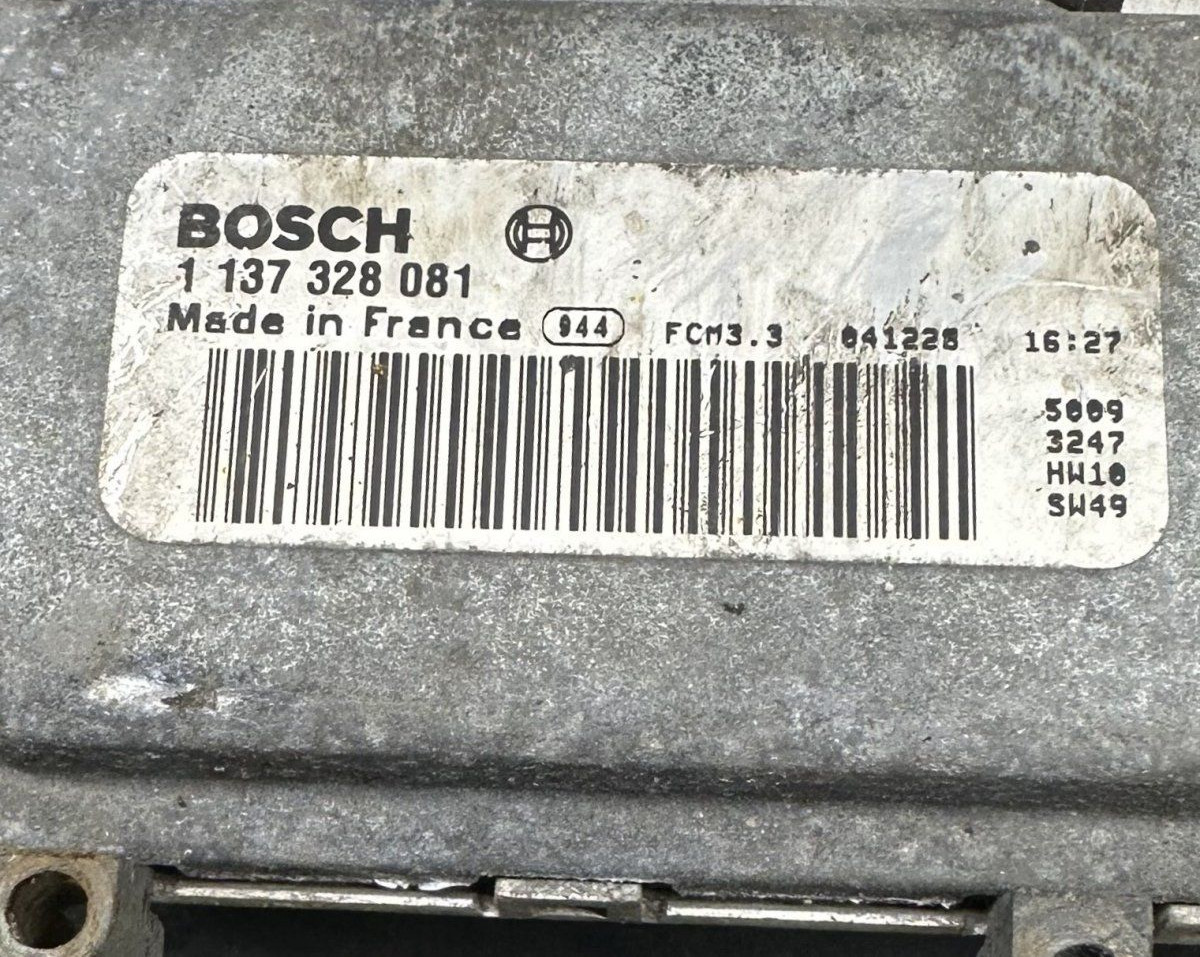 BOSCH
1 137 328 081
Made in France 944 FCM3.3 041228 16:27
5009
3247
HW10
SW49